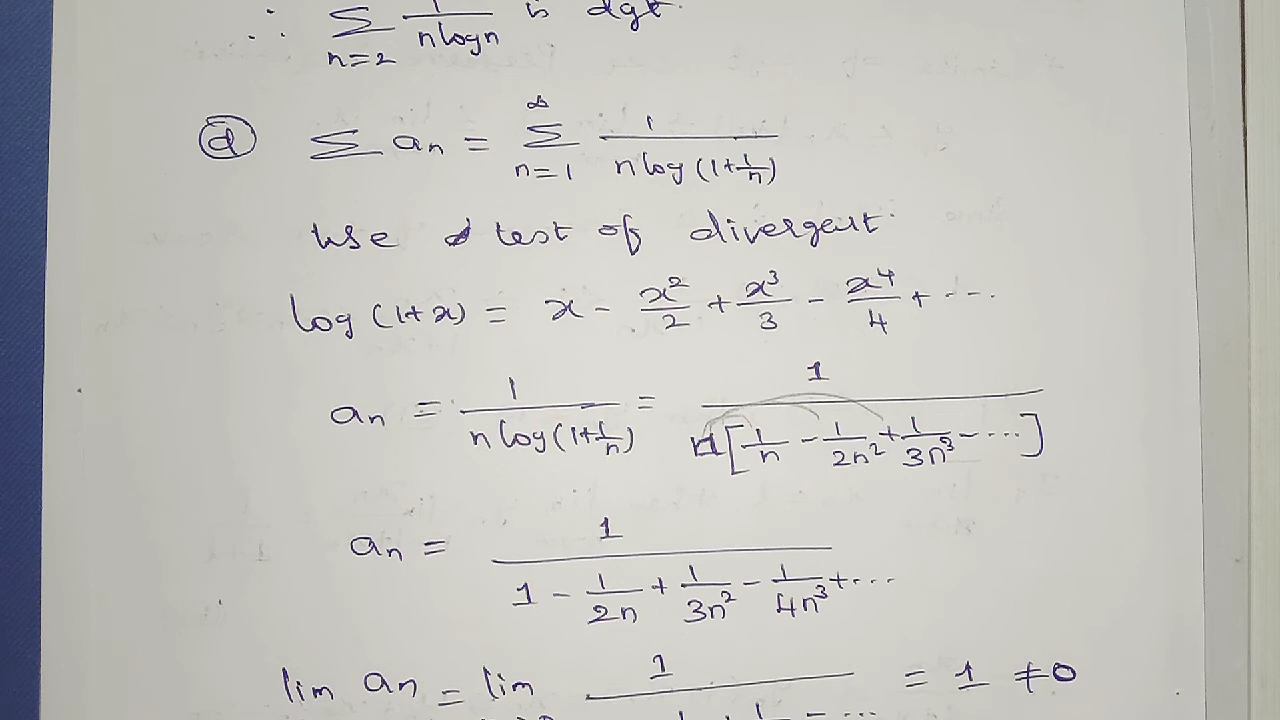 ∴ Σ n=2 1/(n log n) is dgt.
(d) Σ an = Σ n=1 ∞ 1/(n log (1+1/n))
Use test of divergent.
log (1+x) = x - x²/2 + x³/3 - x⁴/4 + ...
an = 1/(n log (1+1/n)) = 1/(n[1/n - 1/2n² + 1/3n³ - ...])
an = 1/(1 - 1/2n + 1/3n² - 1/4n³ + ...)
lim an = lim 1/ = 1 ≠ 0